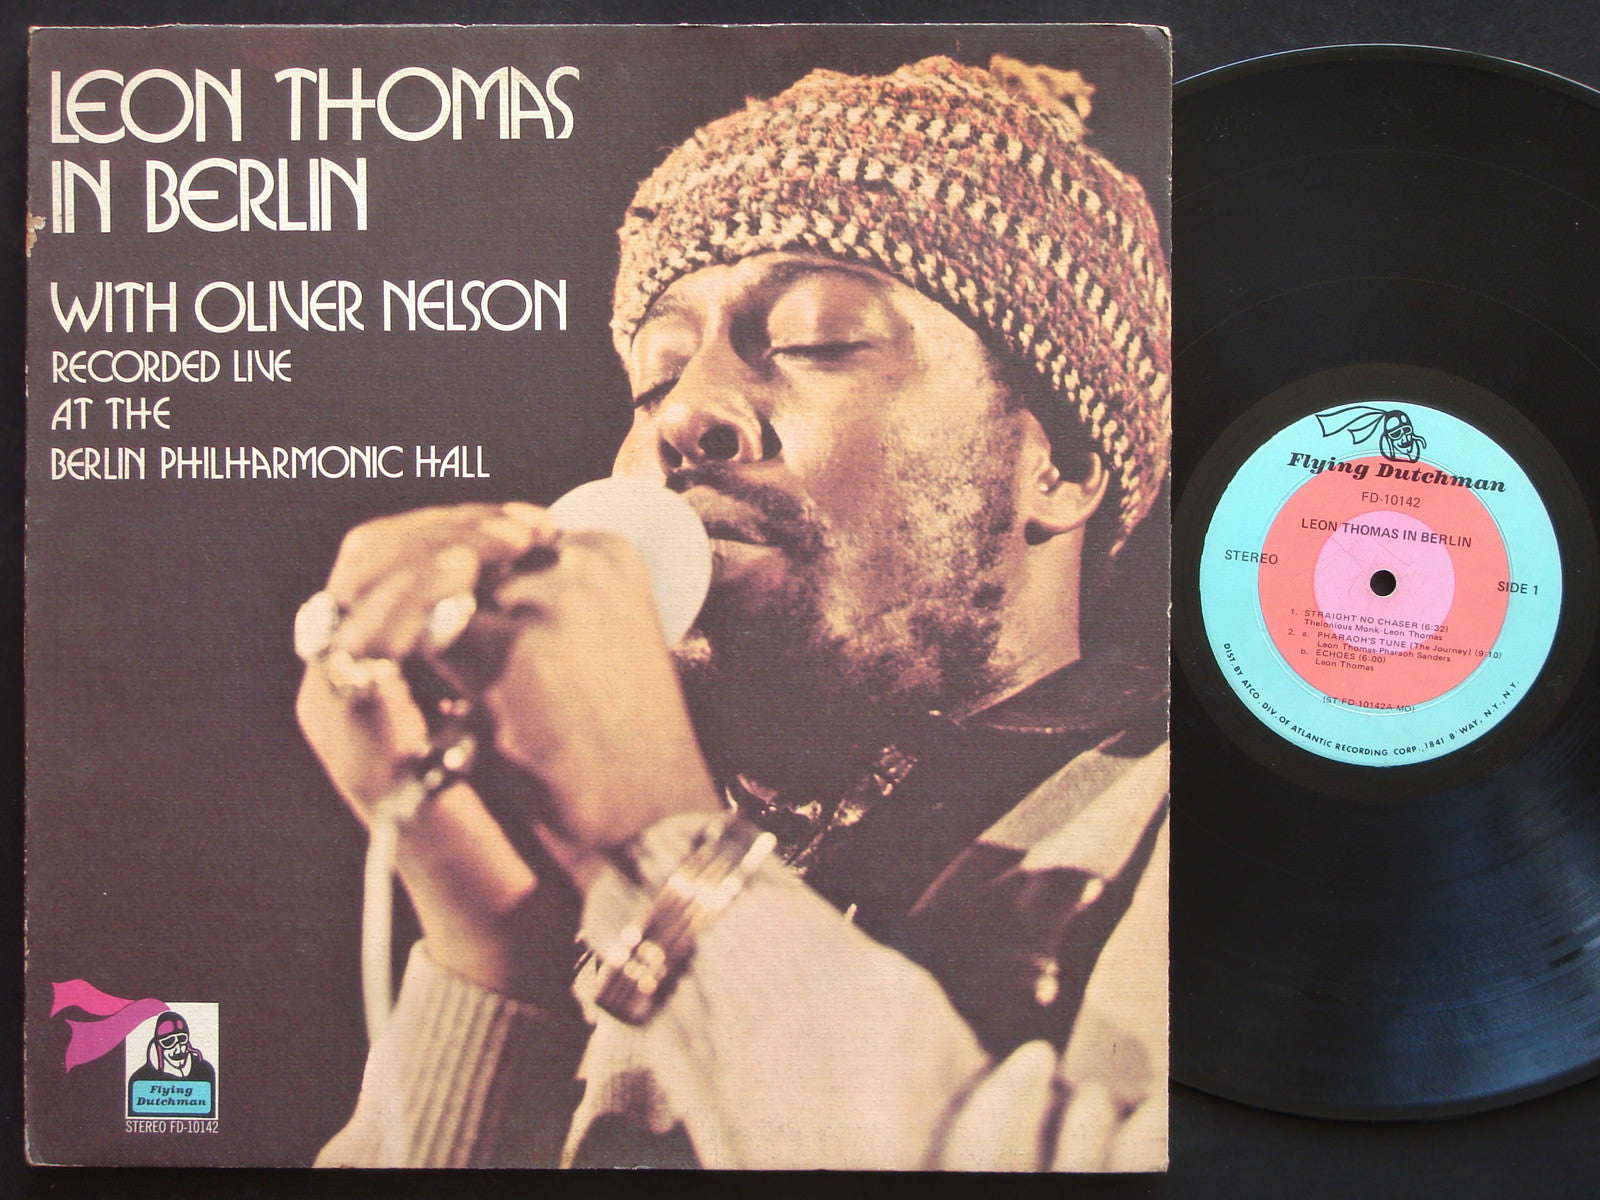 LEON THOMAS
IN BERLIN
WITH OLIVER NELSON
RECORDED LIVE
AT THE
BERLIN PHILHARMONIC HALL
Flying
Dutchman
STEREO FD-10142
Flying Dutchman
FD-10142
LEON THOMAS IN BERLIN
STEREO
SIDE 1
1. STRAIGHT NO CHASER (6:32)
Thelonious Monk-Leon Thomas
2. a. PHARAOH'S TUNE (The Journey) (9:10)
Leon Thomas-Pharaoh Sanders
b. ECHOES (6:00)
Leon Thomas
(ST-FD-10142A-MO)
DIST. BY ATCO, DIV. OF ATLANTIC RECORDING CORP., 1841 B'WAY, N.Y., N.Y.